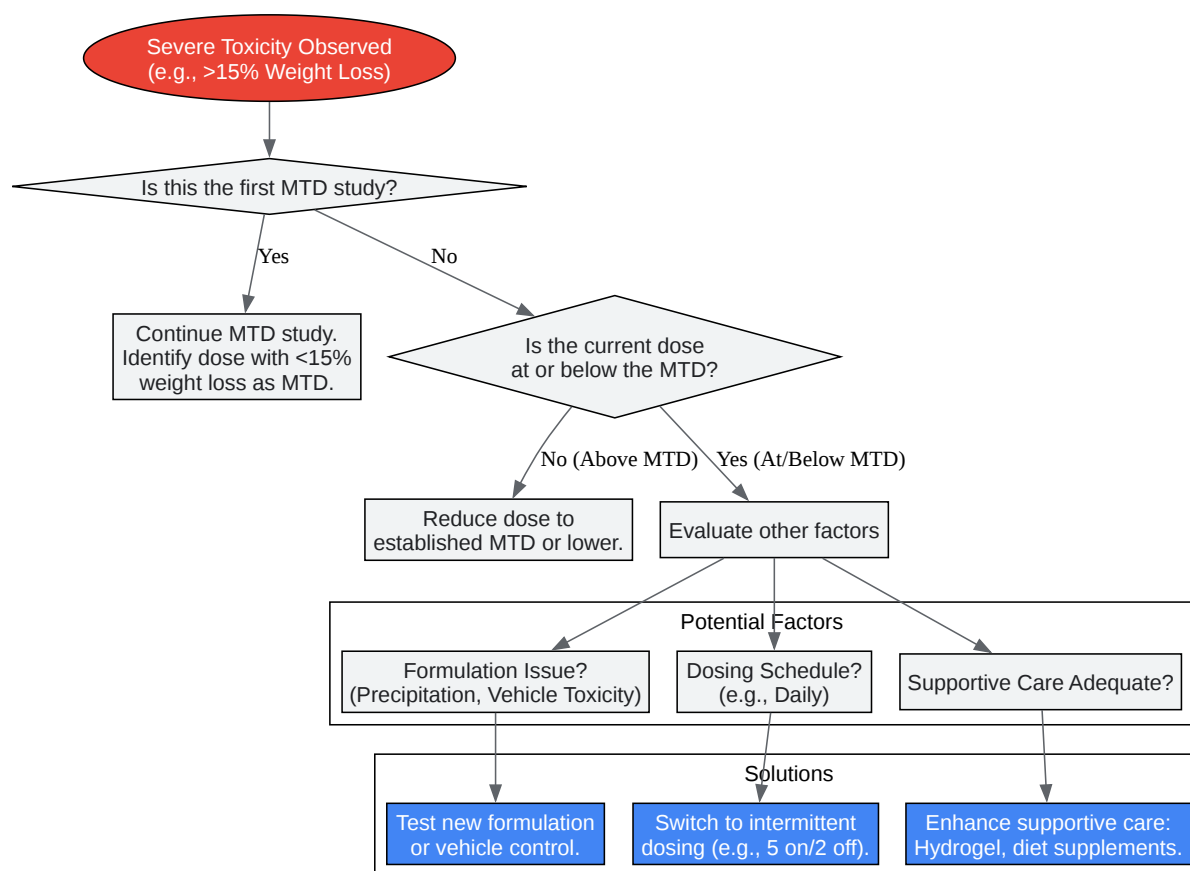 Severe Toxicity Observed
(e.g., >15% Weight Loss)
Is this the first MTD study?
Yes
No
Continue MTD study.
Identify dose with <15%
weight loss as MTD.
Is the current dose
at or below the MTD?
No (Above MTD)
Yes (At/Below MTD)
Reduce dose to
established MTD or lower.
Evaluate other factors
Potential Factors
Formulation Issue?
(Precipitation, Vehicle Toxicity)
Dosing Schedule?
(e.g., Daily)
Supportive Care Adequate?
Solutions
Test new formulation
or vehicle control.
Switch to intermittent
dosing (e.g., 5 on/2 off).
Enhance supportive care:
Hydrogel, diet supplements.